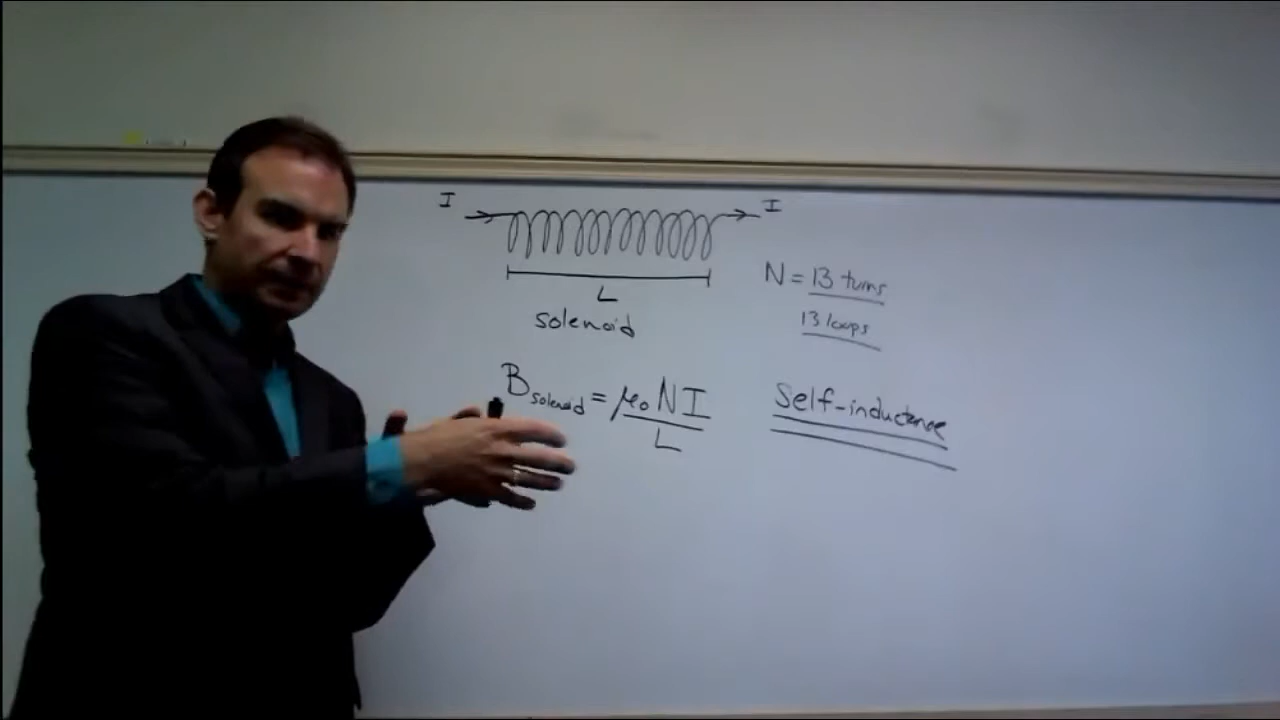 I I
L
solenoid
N = 13 turns
13 loops
B solenoid = μ₀ N I / L
Self-inductance